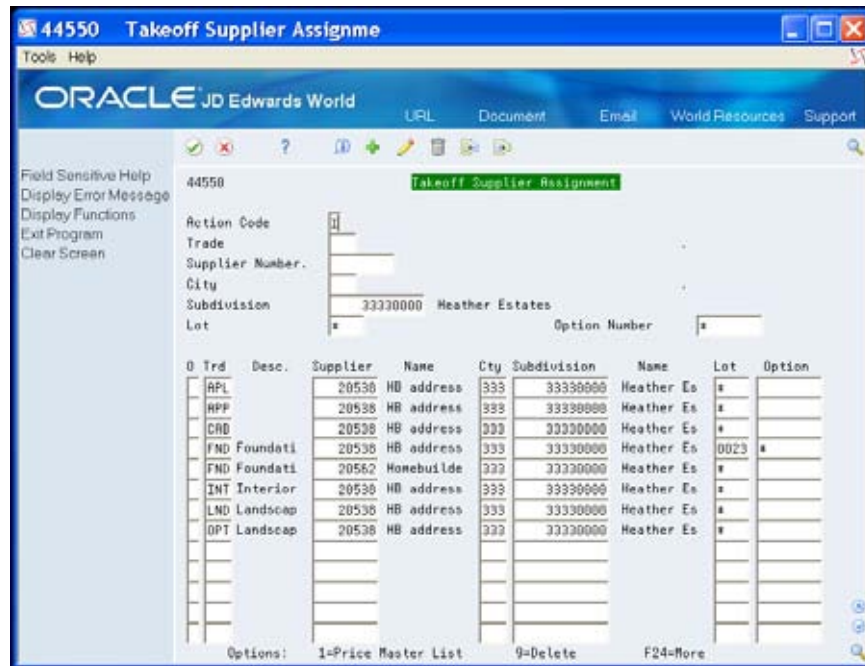 44550 Takeoff Supplier Assignme
Tools Help
ORACLE JD Edwards World
URL Document Email World Resources Support
Field Sensitive Help
Display Error Message
Display Functions
Exit Program
Clear Screen
44550 Takeoff Supplier Assignment
Action Code I
Trade .
Supplier Number.
City .
Subdivision 33330000 Heather Estates
Lot * Option Number *
O Trd Desc. Supplier Name Cty Subdivision Name Lot Option
APL 20538 HB address 333 33330000 Heather Es *
APP 20538 HB address 333 33330000 Heather Es *
CAB 20538 HB address 333 33330000 Heather Es *
FND Foundati 20538 HB address 333 33330000 Heather Es 0023 *
FND Foundati 20562 Homebuilde 333 33330000 Heather Es *
INT Interior 20538 HB address 333 33330000 Heather Es *
LND Landscap 20538 HB address 333 33330000 Heather Es *
OPT Landscap 20538 HB address 333 33330000 Heather Es *
Options: 1=Price Master List 9=Delete F24=More